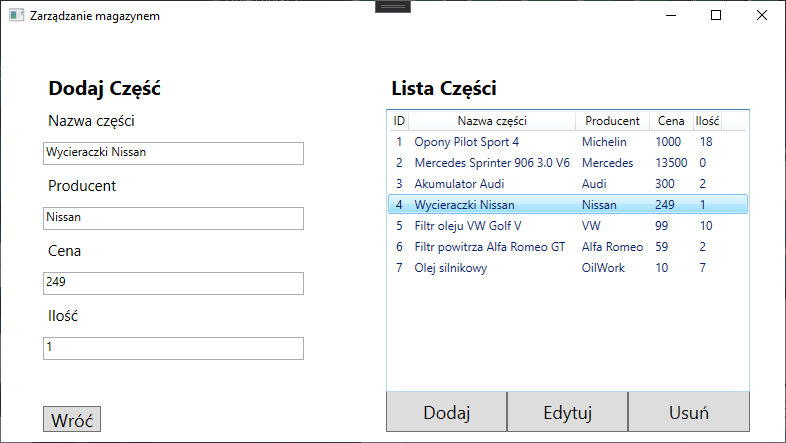 Zarządzanie magazynem
Dodaj Część
Nazwa części
Wycieraczki Nissan
Producent
Nissan
Cena
249
Ilość
1
Wróć
Lista Części
ID Nazwa części Producent Cena Ilość
1 Opony Pilot Sport 4 Michelin 1000 18
2 Mercedes Sprinter 906 3.0 V6 Mercedes 13500 0
3 Akumulator Audi Audi 300 2
4 Wycieraczki Nissan Nissan 249 1
5 Filtr oleju VW Golf V VW 99 10
6 Filtr powitrza Alfa Romeo GT Alfa Romeo 59 2
7 Olej silnikowy OilWork 10 7
Dodaj Edytuj Usuń